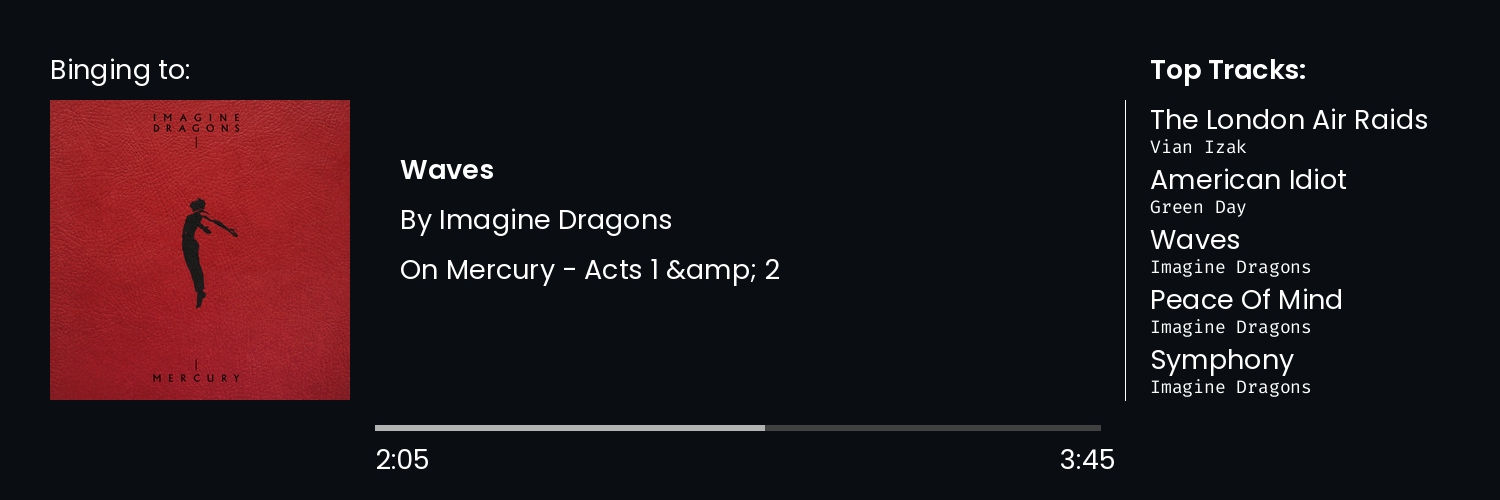 Binging to:
IMAGINE
DRAGONS
MERCURY
Waves
By Imagine Dragons
On Mercury - Acts 1 &amp; 2
2:05
3:45
Top Tracks:
The London Air Raids
Vian Izak
American Idiot
Green Day
Waves
Imagine Dragons
Peace Of Mind
Imagine Dragons
Symphony
Imagine Dragons